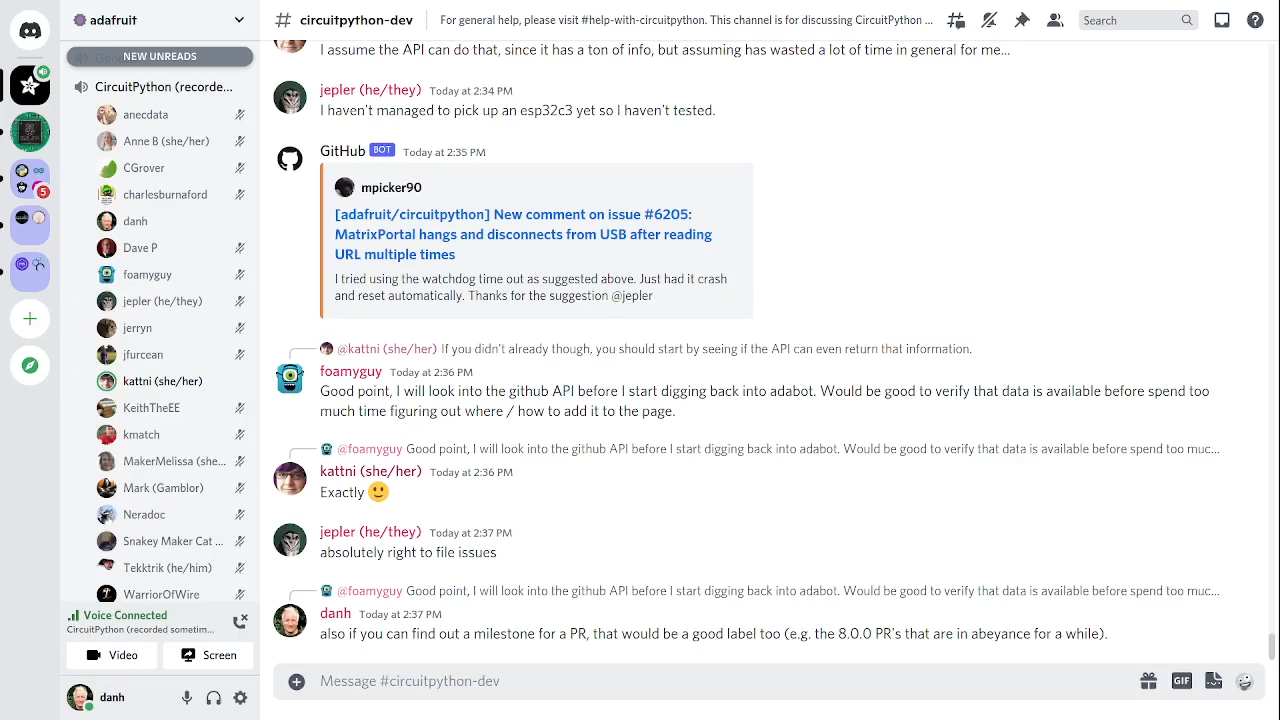 adafruit
NEW UNREADS
CircuitPython (recorde...
anecdata
Anne B (she/her)
CGrover
charlesburnaford
danh
Dave P
foamyguy
jepler (he/they)
jerryn
jfurcean
kattni (she/her)
KeithTheEE
kmatch
MakerMelissa (she...
Mark (Gamblor)
Neradoc
Snakey Maker Cat ...
Tekktrik (he/him)
WarriorOfWire
Voice Connected
CircuitPython (recorded sometim...
Video
Screen
danh
5
# circuitpython-dev
For general help, please visit #help-with-circuitpython. This channel is for discussing CircuitPython ...
Search
I assume the API can do that, since it has a ton of info, but assuming has wasted a lot of time in general for me...
jepler (he/they) Today at 2:34 PM
I haven't managed to pick up an esp32c3 yet so I haven't tested.
GitHub BOT Today at 2:35 PM
mpicker90
[adafruit/circuitpython] New comment on issue #6205:
MatrixPortal hangs and disconnects from USB after reading
URL multiple times
I tried using the watchdog time out as suggested above. Just had it crash
and reset automatically. Thanks for the suggestion @jepler
@kattni (she/her) If you didn't already though, you should start by seeing if the API can even return that information.
foamyguy Today at 2:36 PM
Good point, I will look into the github API before I start digging back into adabot. Would be good to verify that data is available before spend too
much time figuring out where / how to add it to the page.
@foamyguy Good point, I will look into the github API before I start digging back into adabot. Would be good to verify that data is available before spend too muc...
kattni (she/her) Today at 2:36 PM
Exactly 🙂
jepler (he/they) Today at 2:37 PM
absolutely right to file issues
@foamyguy Good point, I will look into the github API before I start digging back into adabot. Would be good to verify that data is available before spend too muc...
danh Today at 2:37 PM
also if you can find out a milestone for a PR, that would be a good label too (e.g. the 8.0.0 PR's that are in abeyance for a while).
Message #circuitpython-dev
GIF